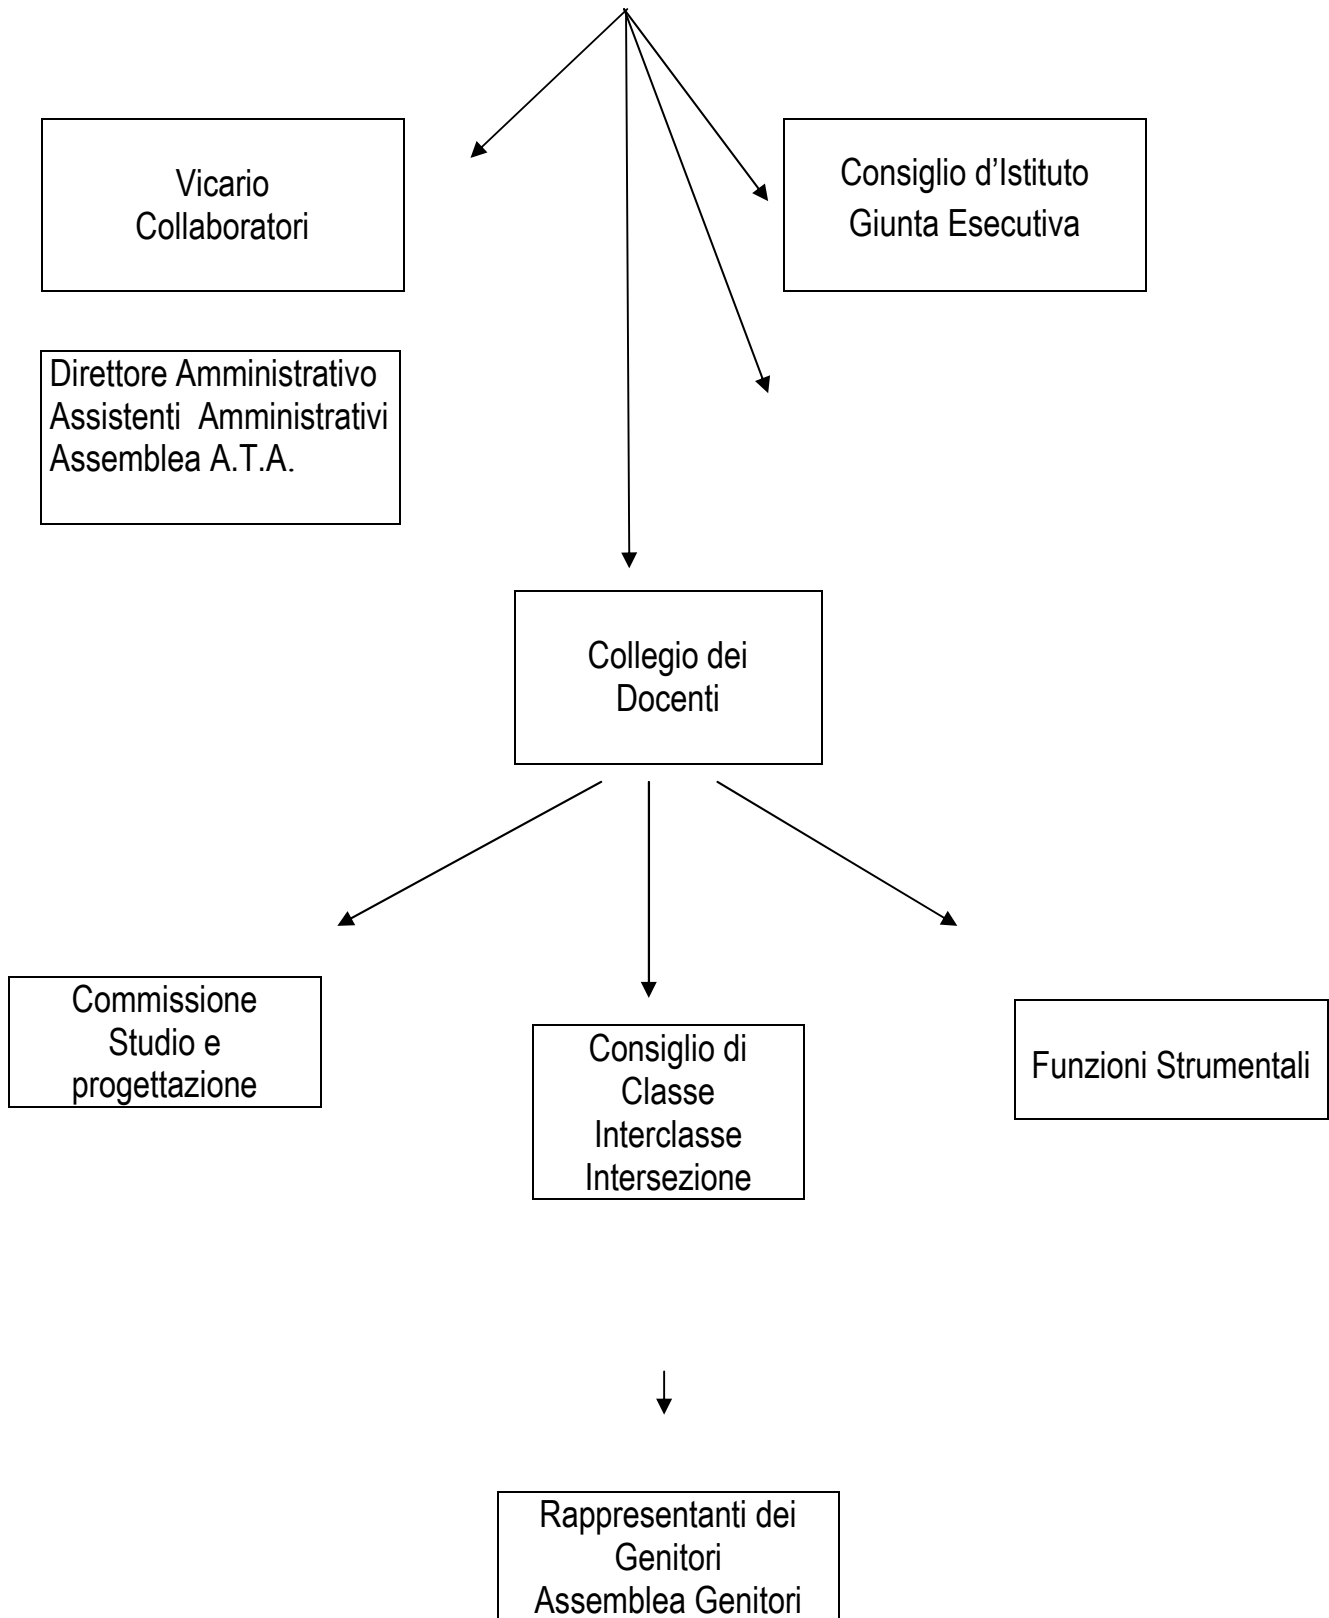 Vicario
Collaboratori
Consiglio d’Istituto
Giunta Esecutiva
Direttore Amministrativo
Assistenti Amministrativi
Assemblea A.T.A.
Collegio dei
Docenti
Commissione
Studio e
progettazione
Consiglio di
Classe
Interclasse
Intersezione
Funzioni Strumentali
Rappresentanti dei
Genitori
Assemblea Genitori